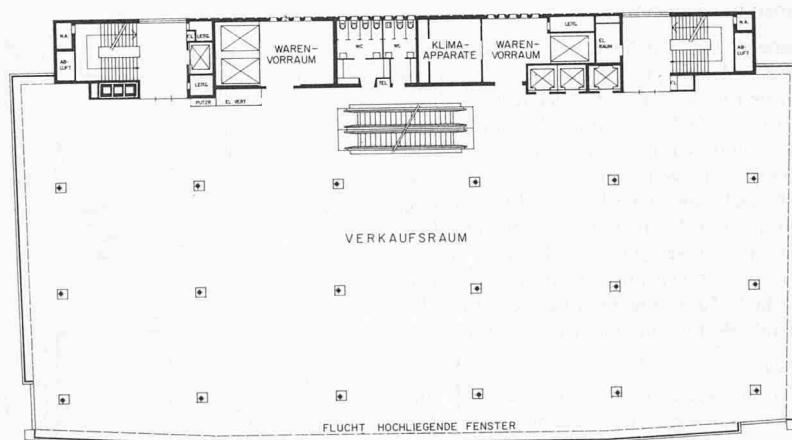 N.A.
AB-
LUFT
EL.
LEITG.
LEITG.
PUTZR.
EL. VERT
WAREN-
VORRAUM
WC
WC
TEL
KLIMA-
APPARATE
WAREN-
VORRAUM
LEITG.
EL.
RAUM
FL
N.A.
AB-
LUFT
VERKAUFSRAUM
FLUCHT HOCHLIEGENDE FENSTER